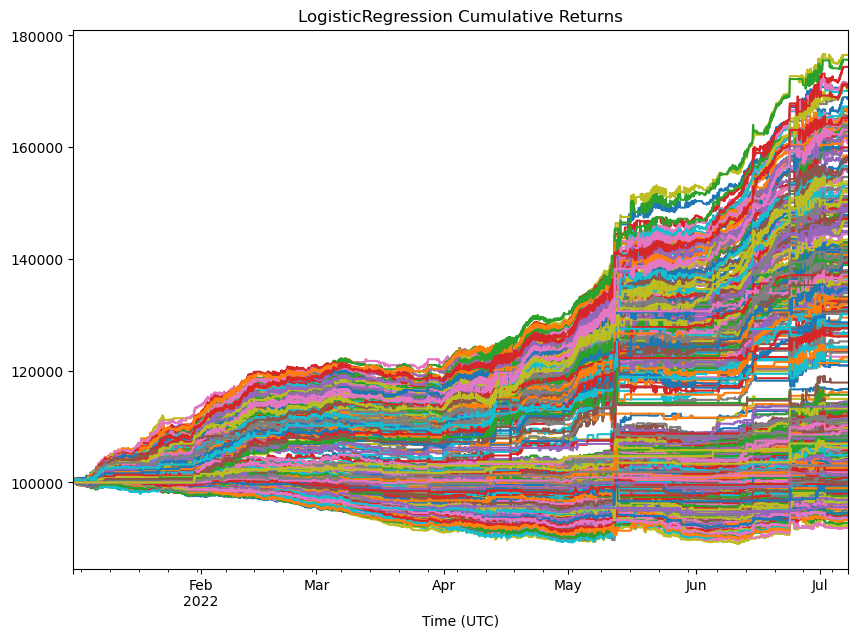 LogisticRegression Cumulative Returns
180000
160000
140000
120000
100000
Feb Mar Apr May Jun Jul
2022
Time (UTC)